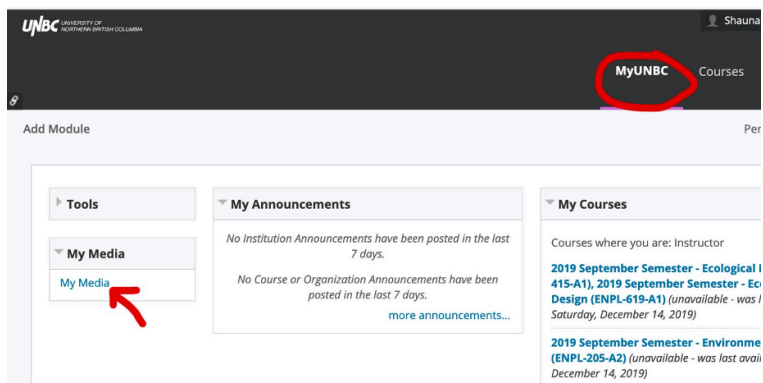 UNBC UNIVERSITY OF
NORTHERN BRITISH COLUMBIA
Shauna
MyUNBC Courses
Add Module
Per
Tools
My Media
My Media
My Announcements
No Institution Announcements have been posted in the last
7 days.
No Course or Organization Announcements have been
posted in the last 7 days.
more announcements...
My Courses
Courses where you are: Instructor
2019 September Semester - Ecological
415-A1), 2019 September Semester - Ec
Design (ENPL-619-A1) (unavailable - was
Saturday, December 14, 2019)
2019 September Semester - Environme
(ENPL-205-A2) (unavailable - was last avai
December 14, 2019)